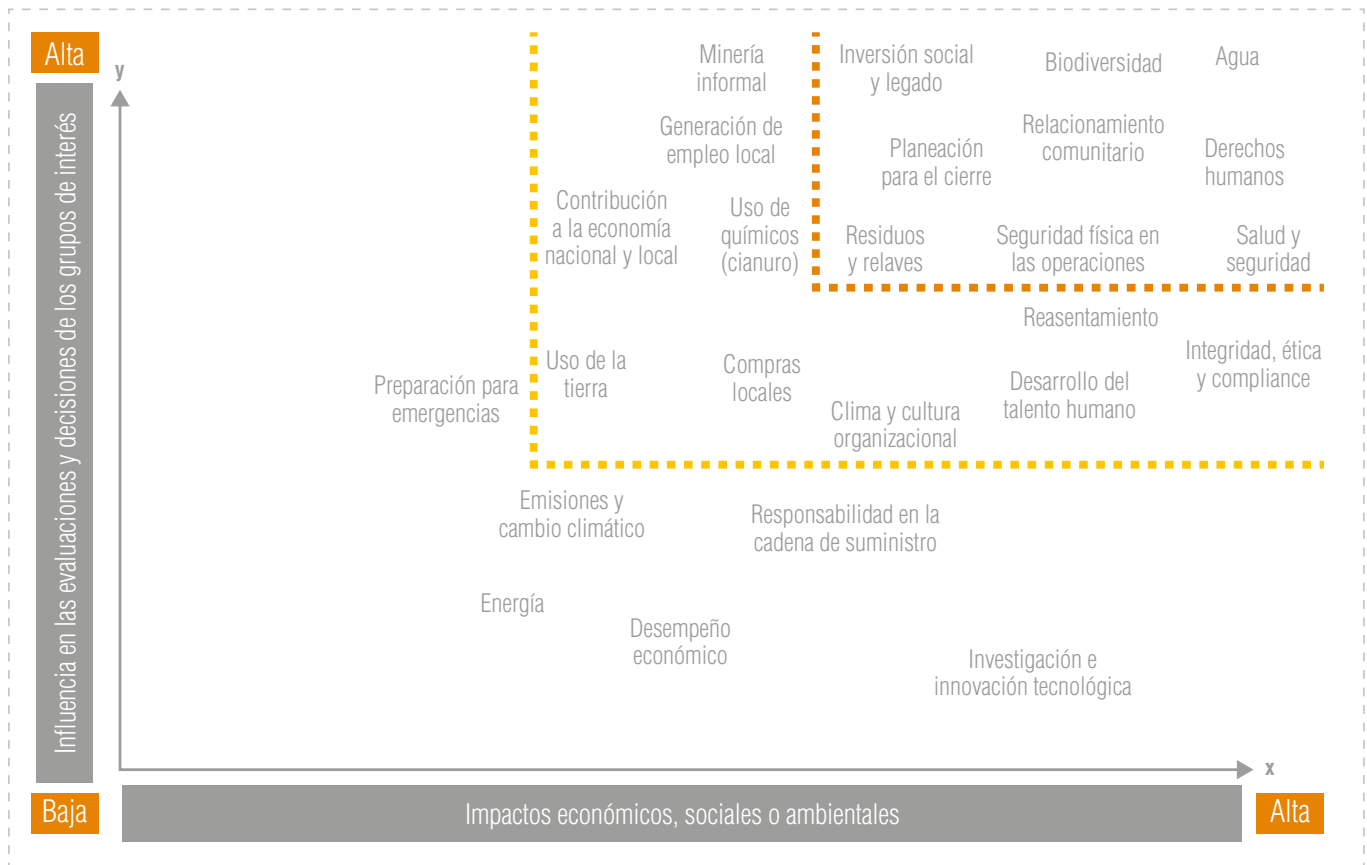 Alta
y
Influencia en las evaluaciones y decisiones de los grupos de interés
Minería
informal
Inversión social
y legado
Biodiversidad
Agua
Generación de
empleo local
Planeación
para el cierre
Relacionamiento
comunitario
Derechos
humanos
Contribución
a la economía
nacional y local
Uso de
químicos
(cianuro)
Residuos
y relaves
Seguridad física en
las operaciones
Salud y
seguridad
Reasentamiento
Integridad, ética
y compliance
Preparación para
emergencias
Uso de la
tierra
Compras
locales
Clima y cultura
organizacional
Desarrollo del
talento humano
Emisiones y
cambio climático
Responsabilidad en la
cadena de suministro
Energía
Desempeño
económico
Investigación e
innovación tecnológica
x
Baja
Impactos económicos, sociales o ambientales
Alta